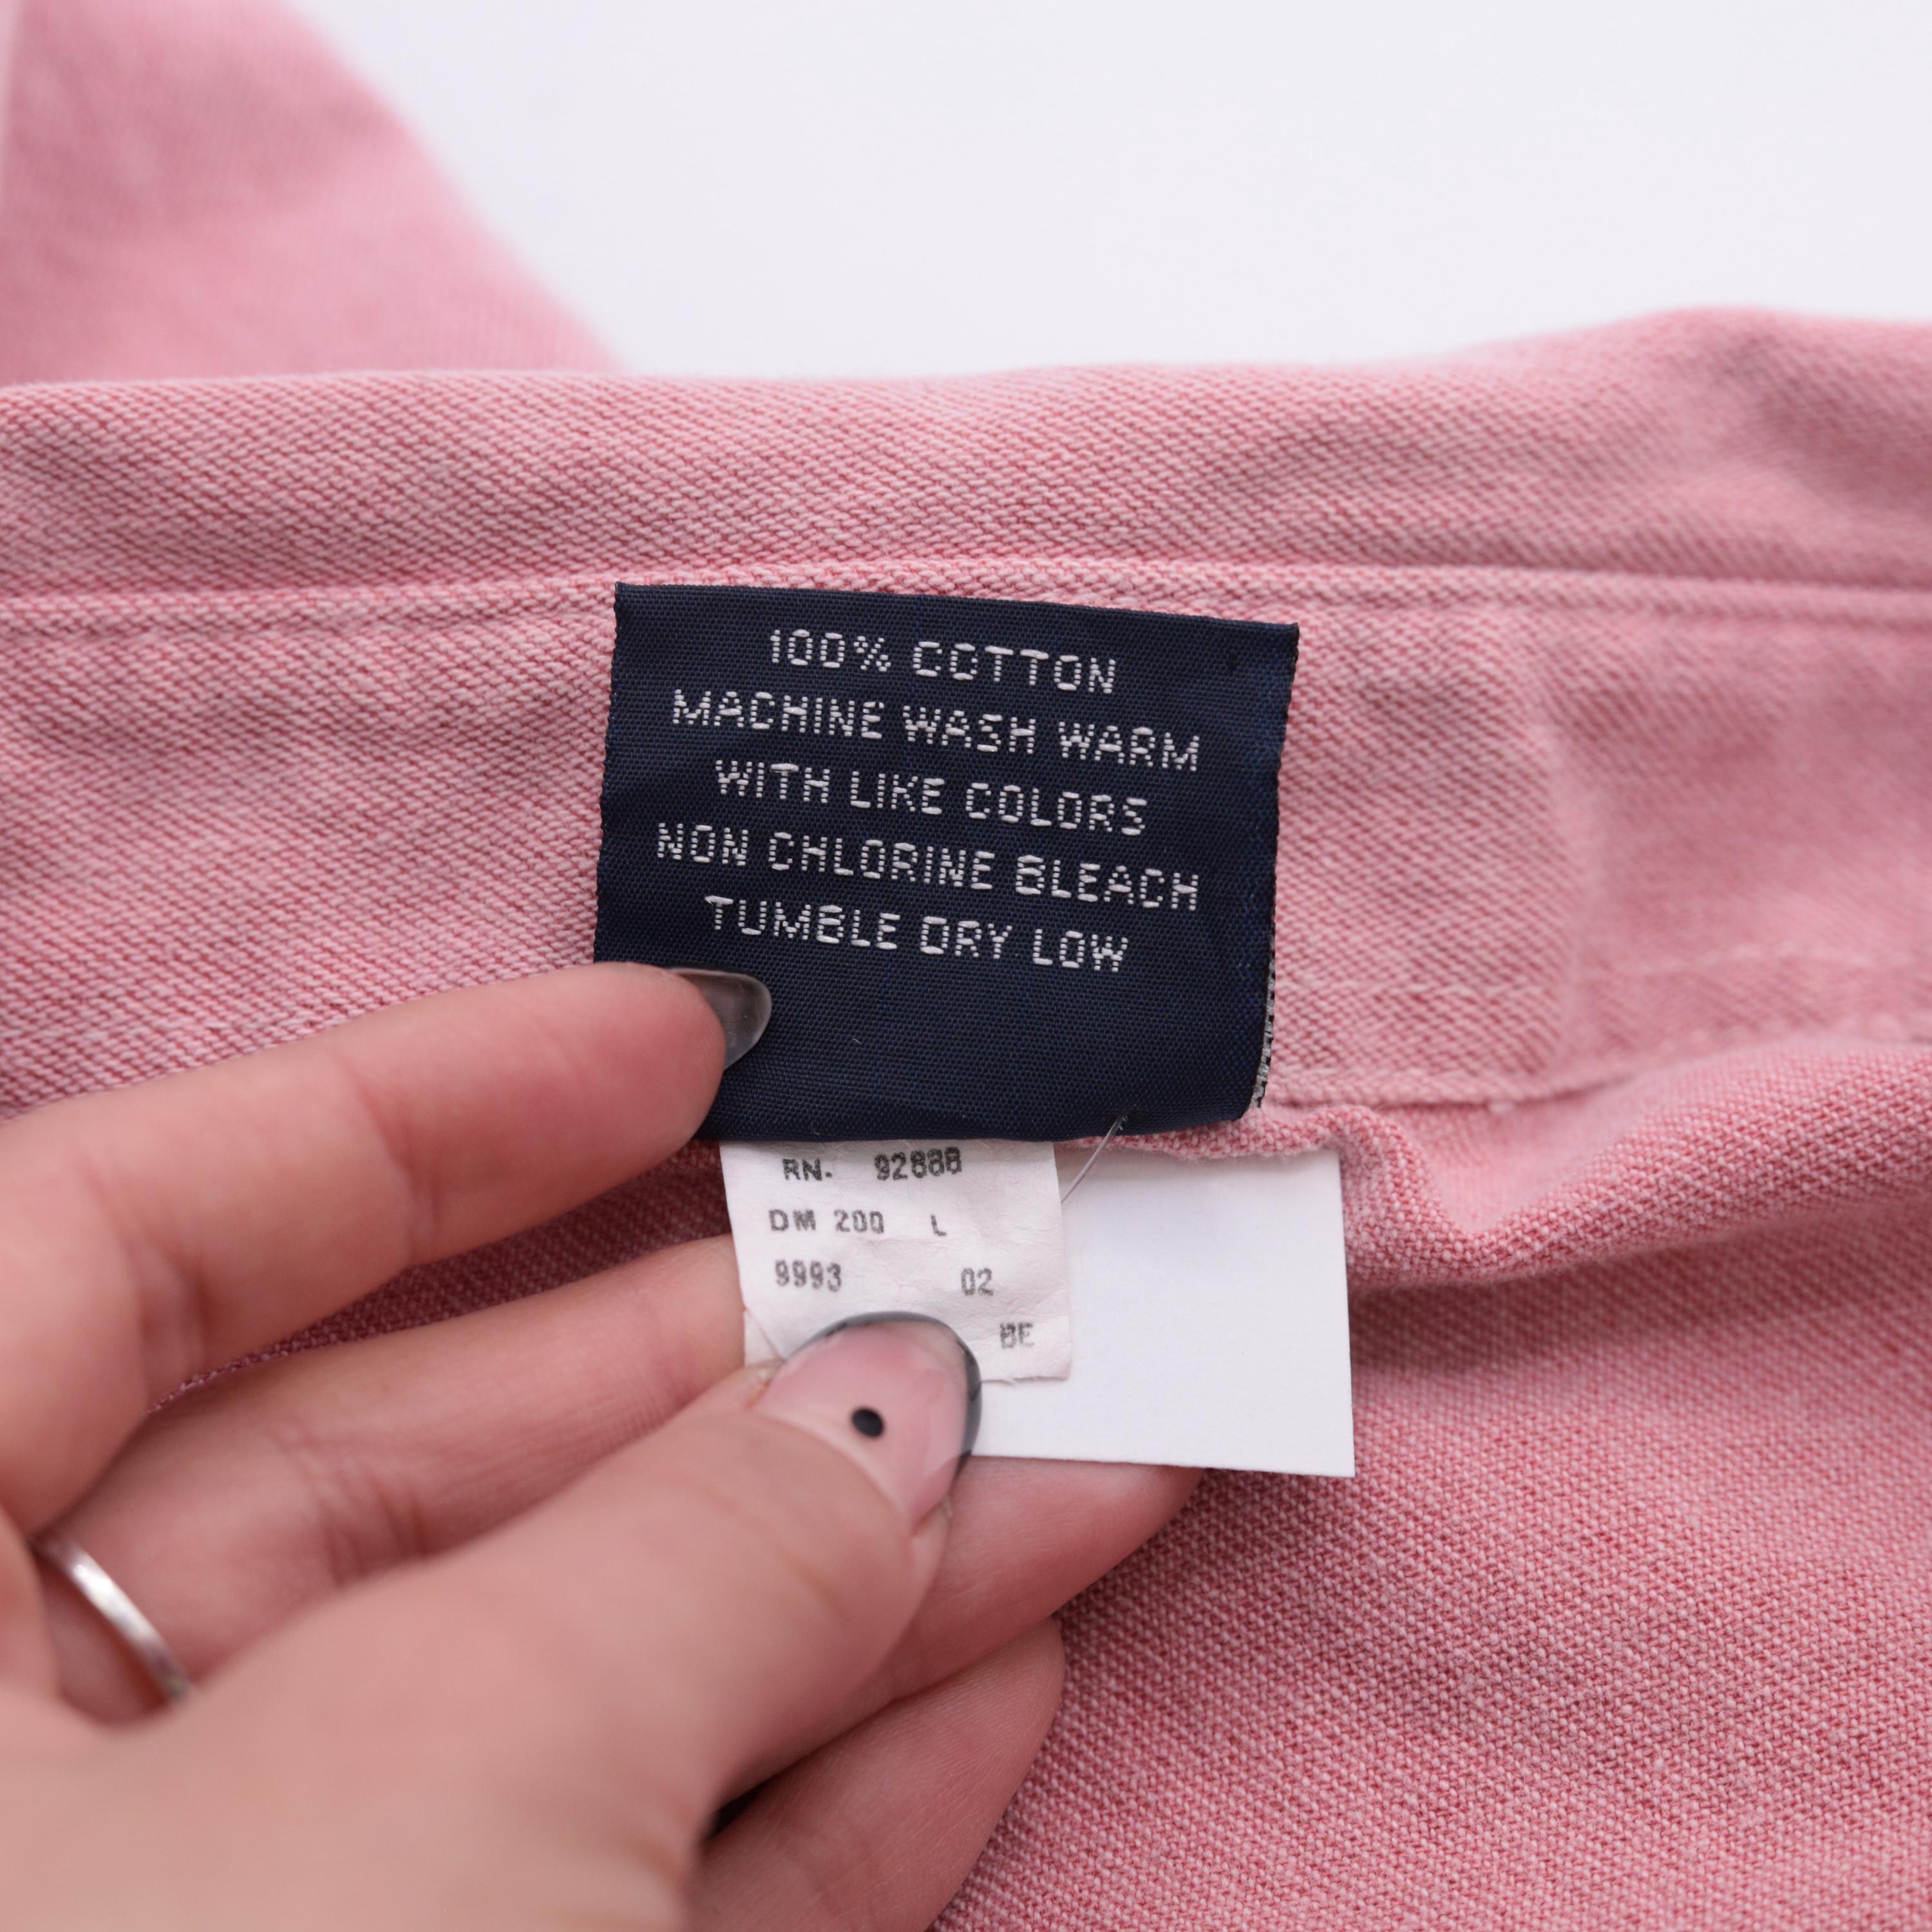 100% COTTON
MACHINE WASH WARM
WITH LIKE COLORS
NON CHLORINE BLEACH
TUMBLE DRY LOW
RN. 92888
DM 200 L
9993 02
BE